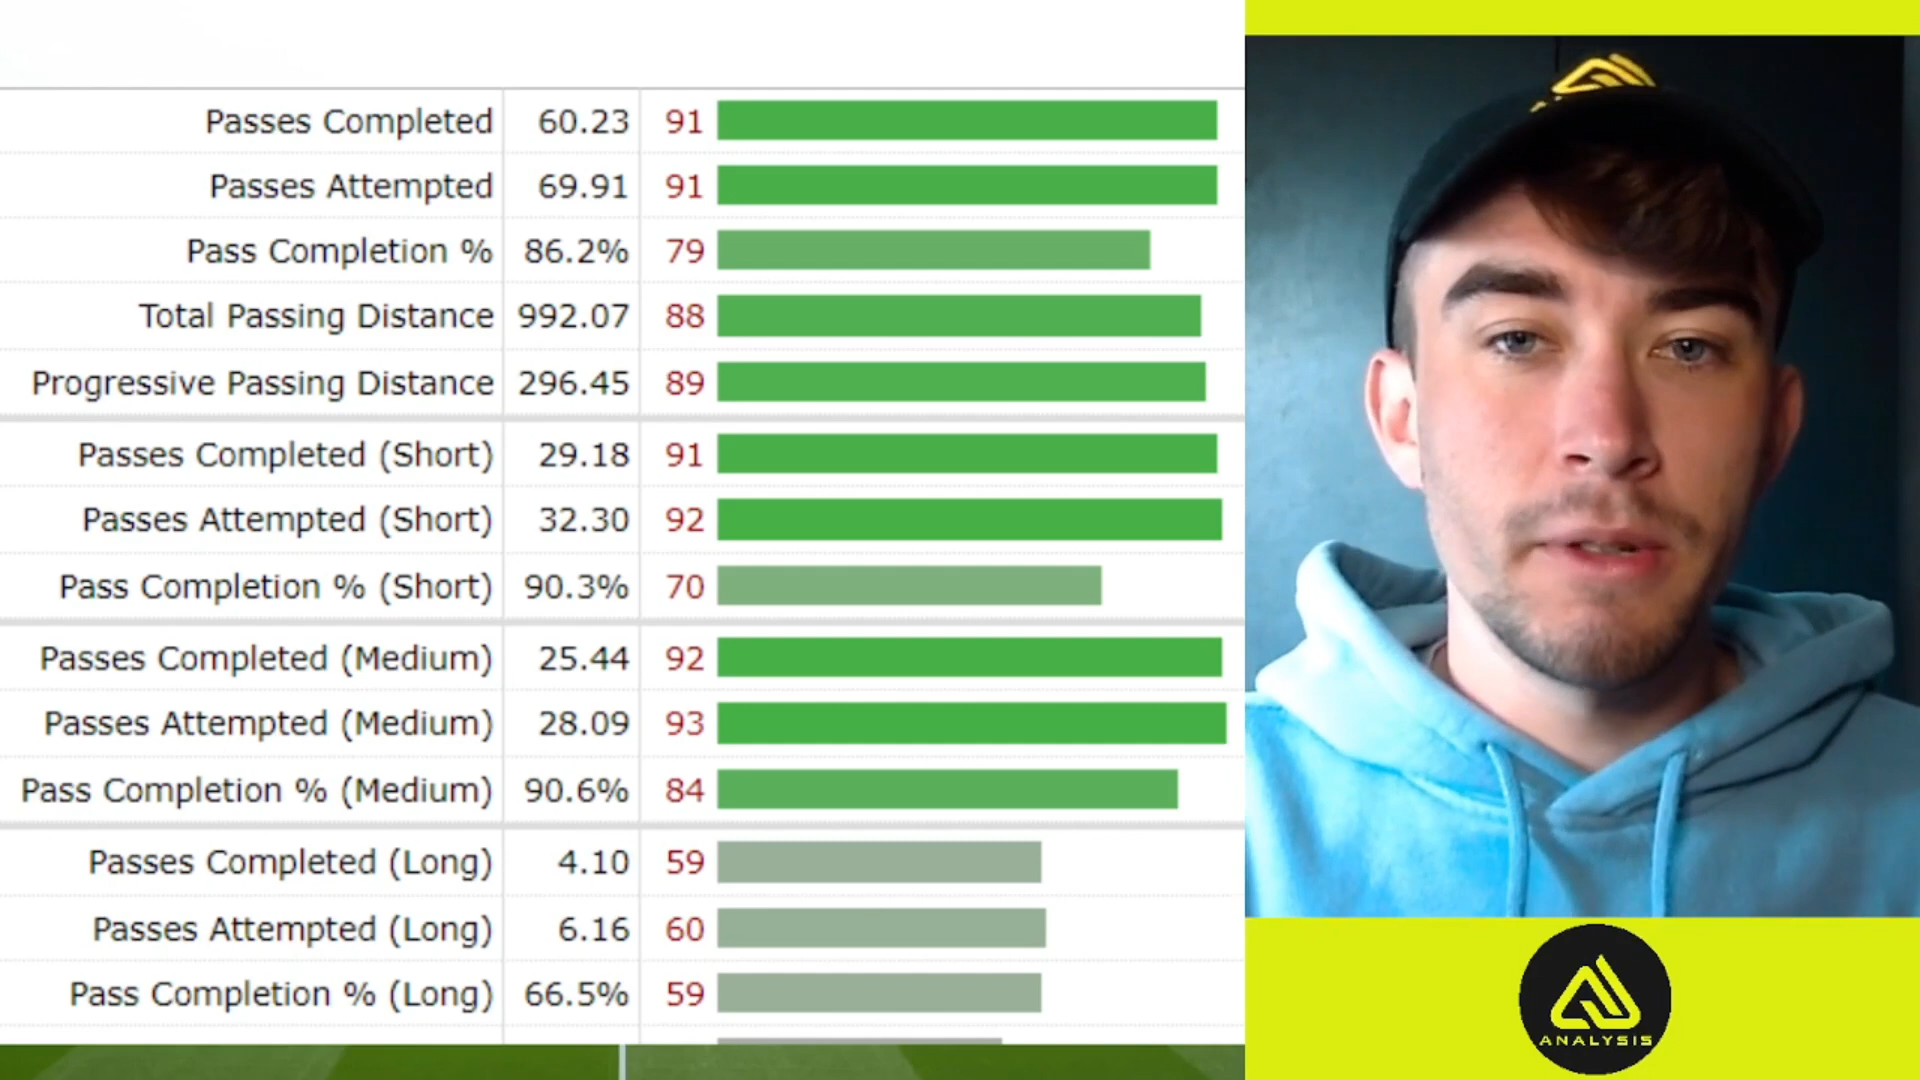 Passes Completed 60.23 91
Passes Attempted 69.91 91
Pass Completion % 86.2% 79
Total Passing Distance 992.07 88
Progressive Passing Distance 296.45 89
Passes Completed (Short) 29.18 91
Passes Attempted (Short) 32.30 92
Pass Completion % (Short) 90.3% 70
Passes Completed (Medium) 25.44 92
Passes Attempted (Medium) 28.09 93
Pass Completion % (Medium) 90.6% 84
Passes Completed (Long) 4.10 59
Passes Attempted (Long) 6.16 60
Pass Completion % (Long) 66.5% 59
ANALYSIS